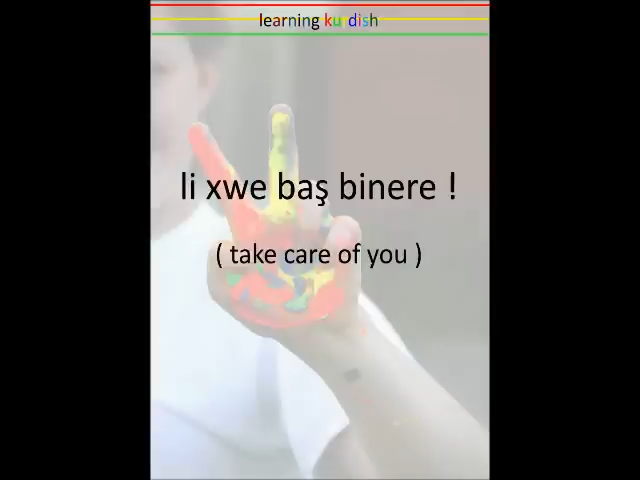 learning kurdish
li xwe baş binere !
( take care of you )